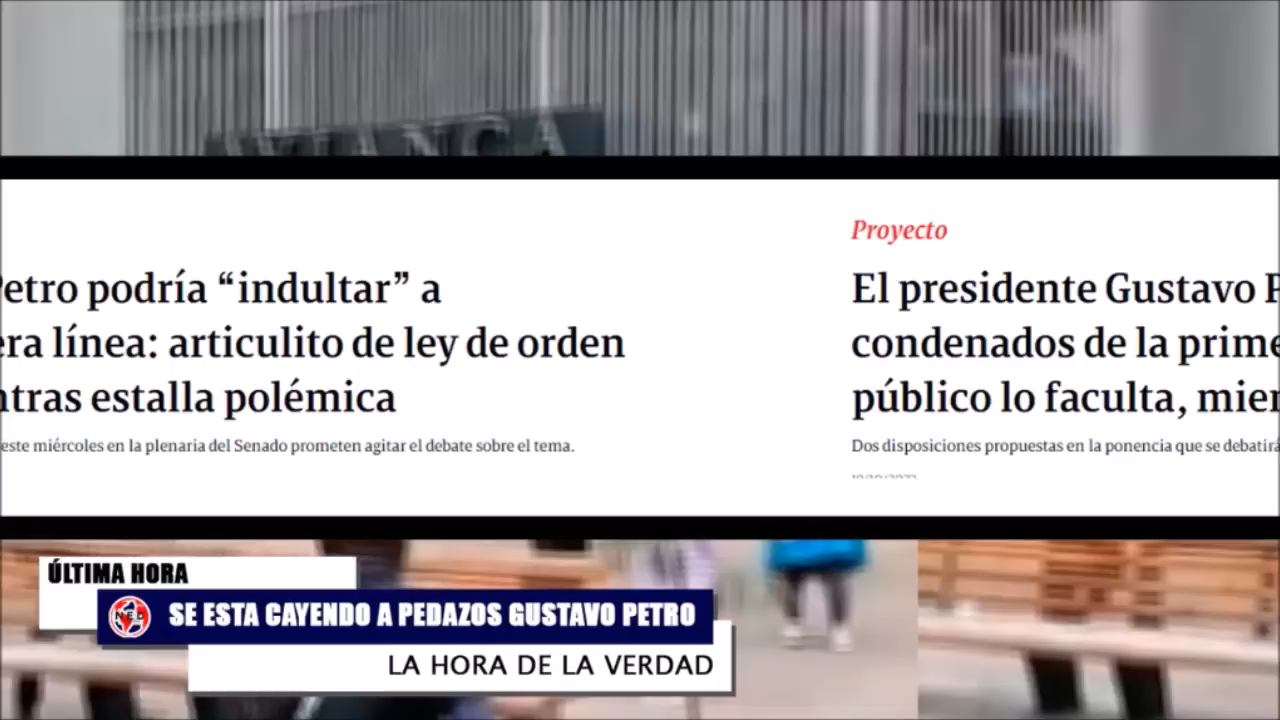 AVIANCA
Petro podría “indultar” a
era línea: articulito de ley de orden
ntras estalla polémica
este miércoles en la plenaria del Senado prometen agitar el debate sobre el tema.
Proyecto
El presidente Gustavo P
condenados de la prime
público lo faculta, mien
Dos disposiciones propuestas en la ponencia que se debatirá
ÚLTIMA HORA
SE ESTA CAYENDO A PEDAZOS GUSTAVO PETRO
LA HORA DE LA VERDAD